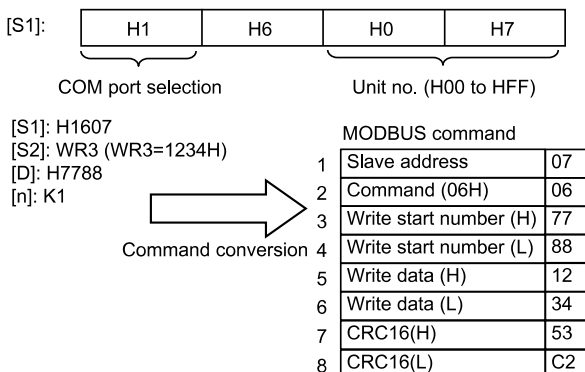 [S1]: H1 H6 H0 H7
COM port selection Unit no. (H00 to HFF)
[S1]: H1607
[S2]: WR3 (WR3=1234H)
[D]: H7788
[n]: K1
Command conversion
MODBUS command
1 Slave address 07
2 Command (06H) 06
3 Write start number (H) 77
4 Write start number (L) 88
5 Write data (H) 12
6 Write data (L) 34
7 CRC16(H) 53
8 CRC16(L) C2